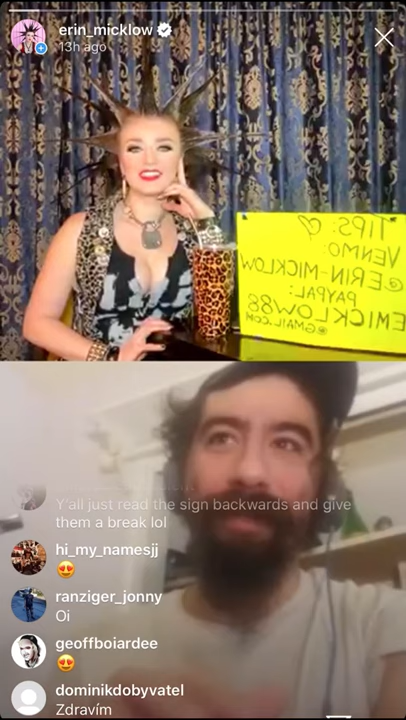 erin_micklow
13h ago
TIPS: ♡
VENMO:
@ERIN-MICKLOW
PAYPAL:
EMICKLOW88
@GMAIL.COM
Y'all just read the sign backwards and give
them a break lol
hi_my_namesjj
😍
ranziger_jonny
Oi
geoffboiardee
😍
dominikdobyvatel
Zdravím